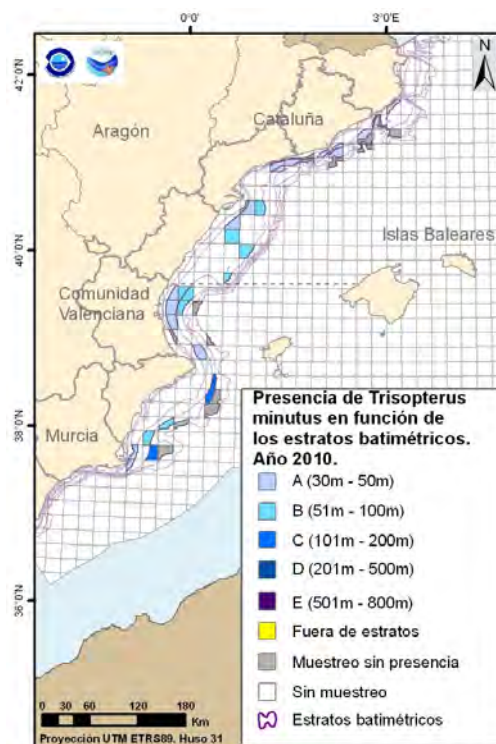 0°0' 3°0'E
42°0'N
N
Cataluña
Aragón
40°0'N
Islas Baleares
Comunidad
Valenciana
Presencia de Trisopterus
minutus en función de
los estratos batimétricos.
Año 2010.
38°0'N
Murcia
A (30m - 50m)
B (51m - 100m)
C (101m - 200m)
D (201m - 500m)
36°0'N
E (501m - 800m)
Fuera de estratos
Muestreo sin presencia
Sin muestreo
Estratos batimétricos
0 30 60 120 180
Km
Proyección UTM ETRS89. Huso 31